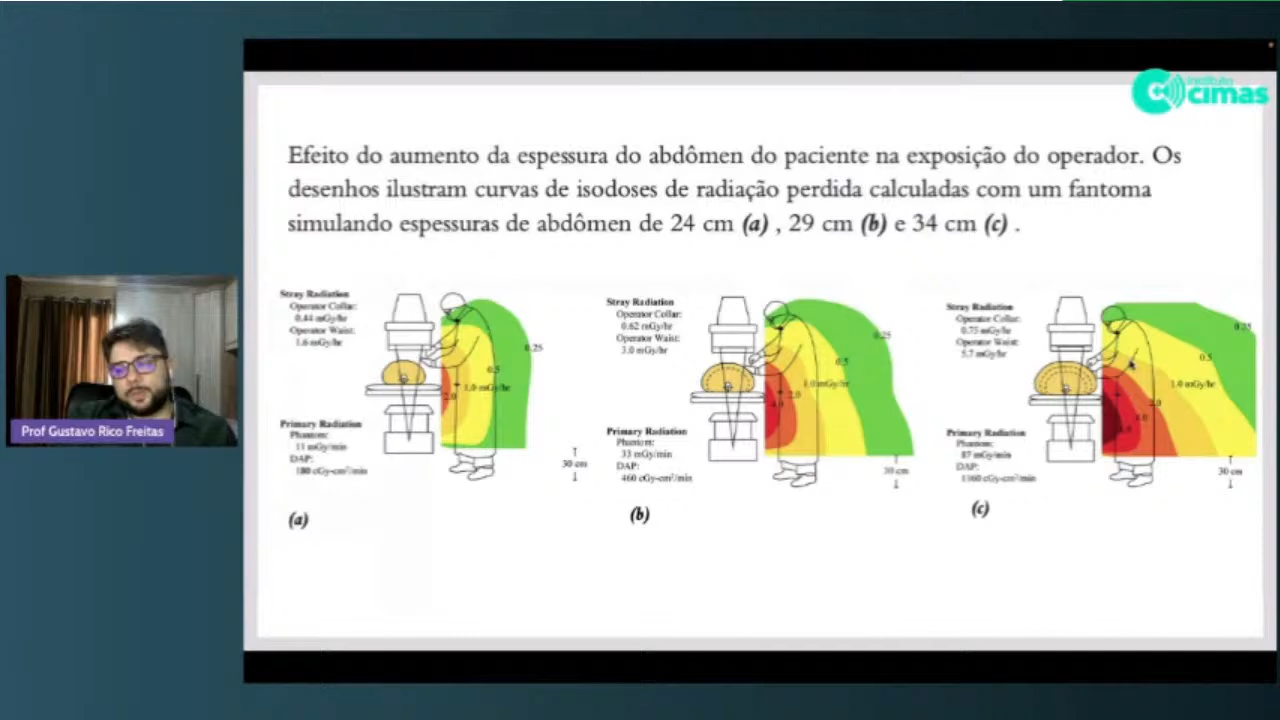 instituto
cimas
Efeito do aumento da espessura do abdômen do paciente na exposição do operador. Os
desenhos ilustram curvas de isodoses de radiação perdida calculadas com um fantoma
simulando espessuras de abdômen de 24 cm (a) , 29 cm (b) e 34 cm (c) .
Stray Radiation
Operator Collar:
0.44 mGy/hr
Operator Waist:
1.6 mGy/hr
0.25
0.5
1.0 mGy/hr
2.0
Primary Radiation
Phantom:
11 mGy/min
DAP:
180 cGy-cm²/min
30 cm
(a)
Stray Radiation
Operator Collar:
0.62 mGy/hr
Operator Waist:
3.0 mGy/hr
0.25
0.5
1.0 mGy/hr
2.0
4.0
Primary Radiation
Phantom:
33 mGy/min
DAP:
460 cGy-cm²/min
30 cm
(b)
Stray Radiation
Operator Collar:
0.75 mGy/hr
Operator Waist:
5.7 mGy/hr
0.25
0.5
1.0 mGy/hr
2.0
4.0
Primary Radiation
Phantom:
87 mGy/min
DAP:
1160 cGy-cm²/min
30 cm
(c)
Prof Gustavo Rico Freitas